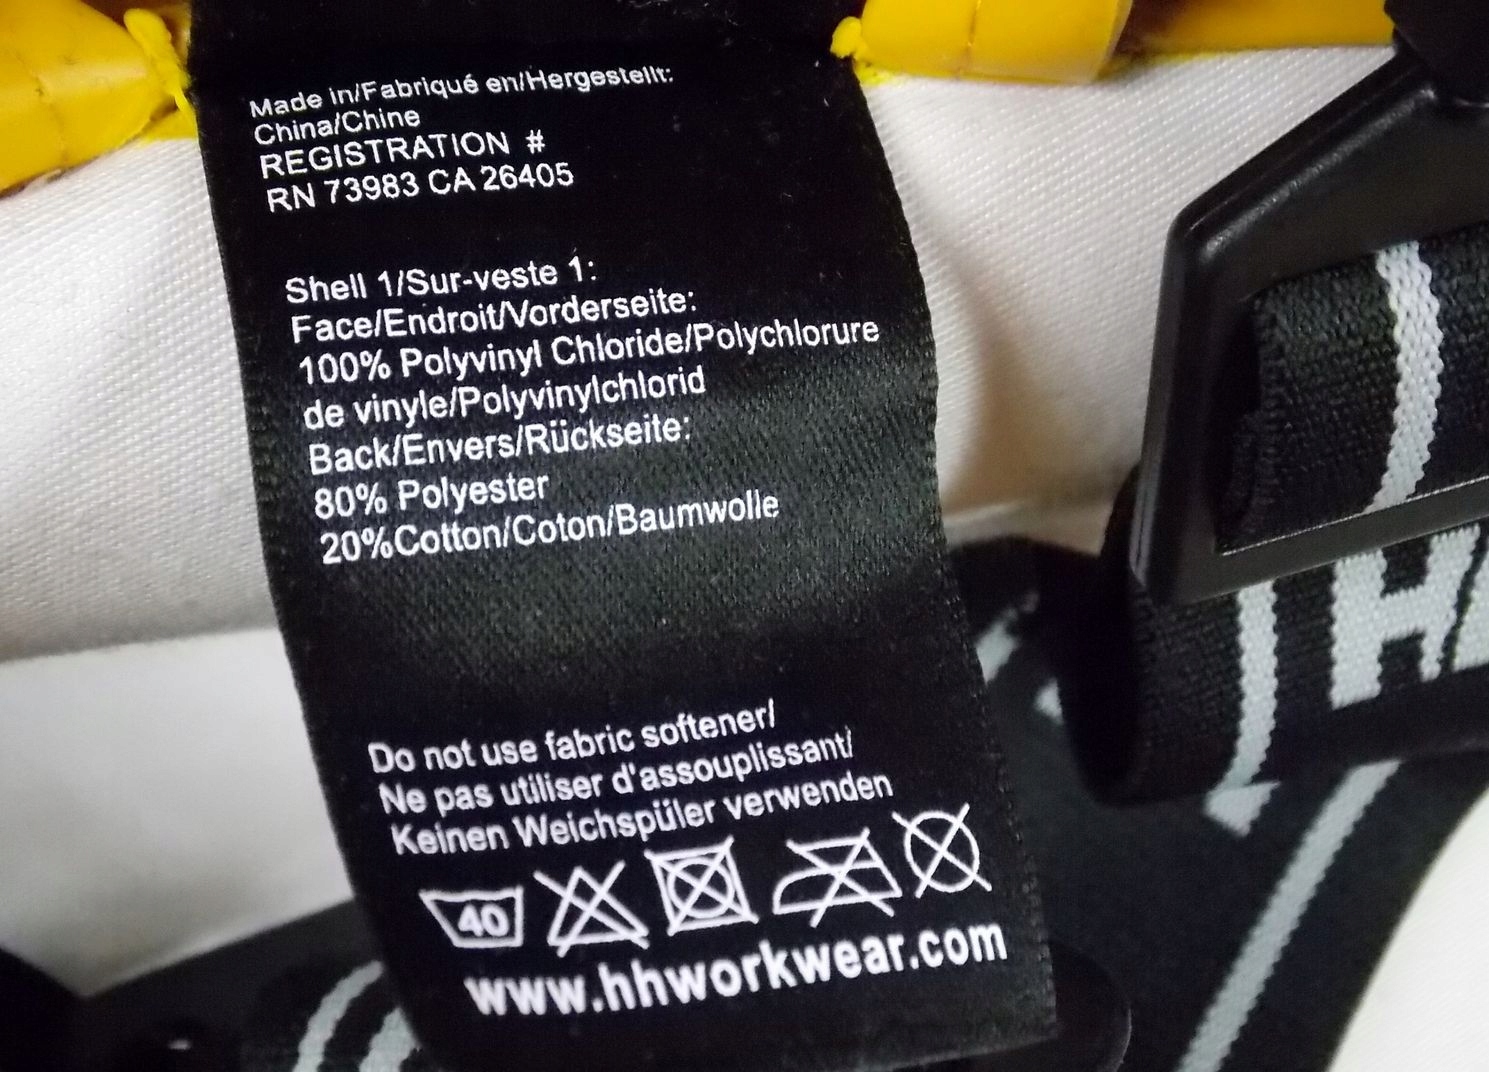 Made in/Fabriqué en/Hergestellt:
China/Chine
REGISTRATION #
RN 73983 CA 26405
Shell 1/Sur-veste 1:
Face/Endroit/Vorderseite:
100% Polyvinyl Chloride/Polychlorure
de vinyle/Polyvinylchlorid
Back/Envers/Rückseite:
80% Polyester
20%Cotton/Coton/Baumwolle
Do not use fabric softener/
Ne pas utiliser d'assouplissant/
Keinen Weichspüler verwenden
40
www.hhworkwear.com